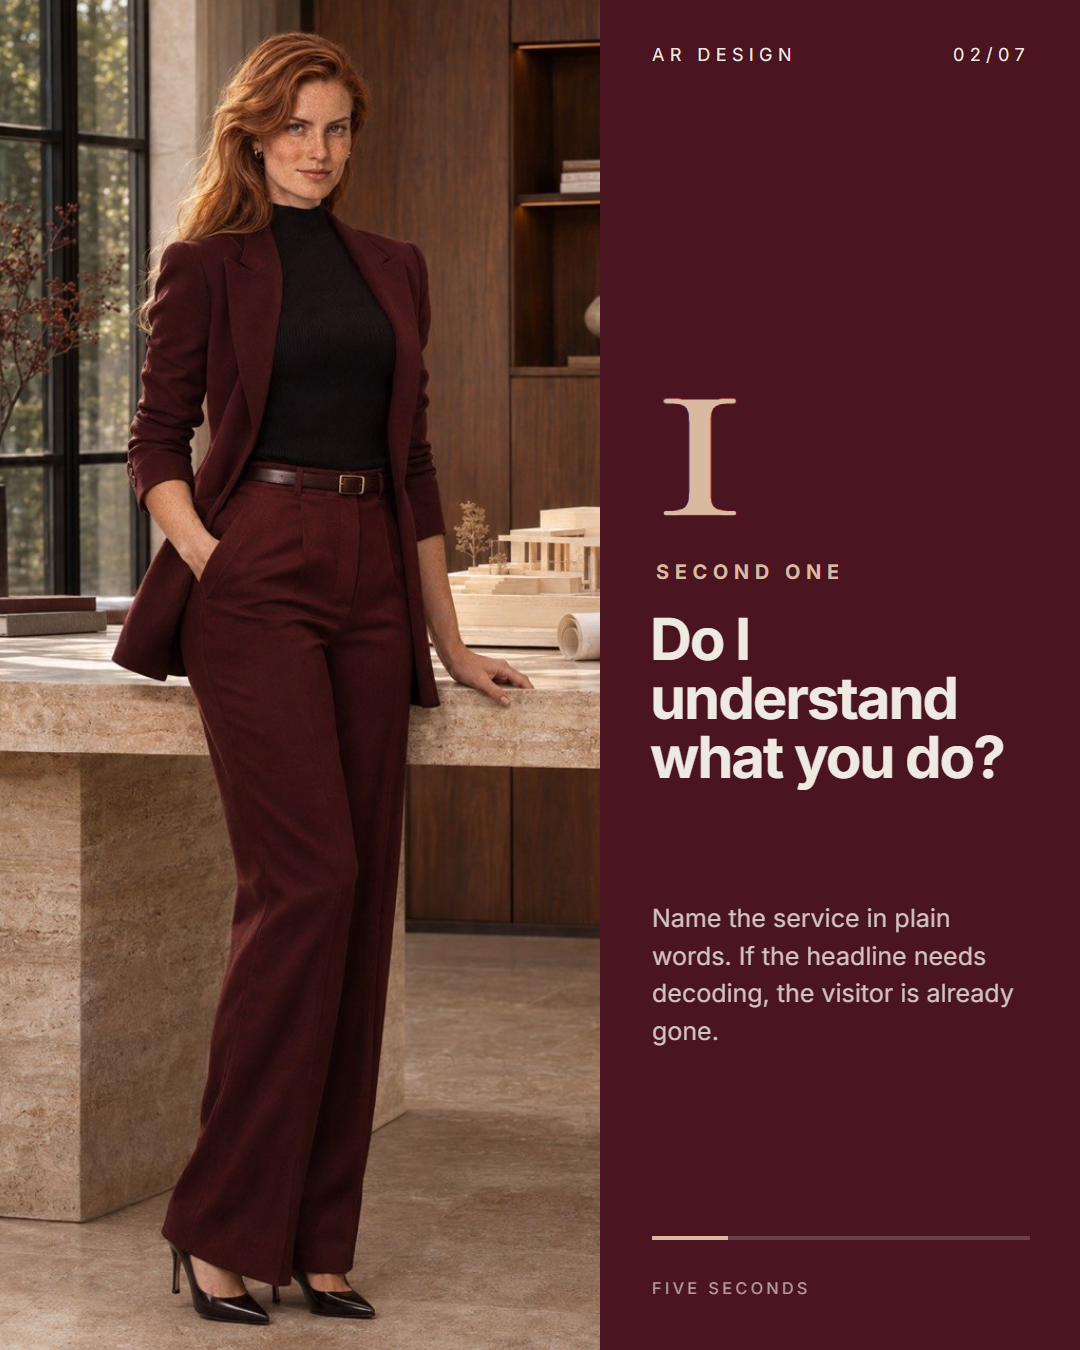 AR DESIGN
02/07
I
SECOND ONE
Do I
understand
what you do?
Name the service in plain
words. If the headline needs
decoding, the visitor is already
gone.
FIVE SECONDS